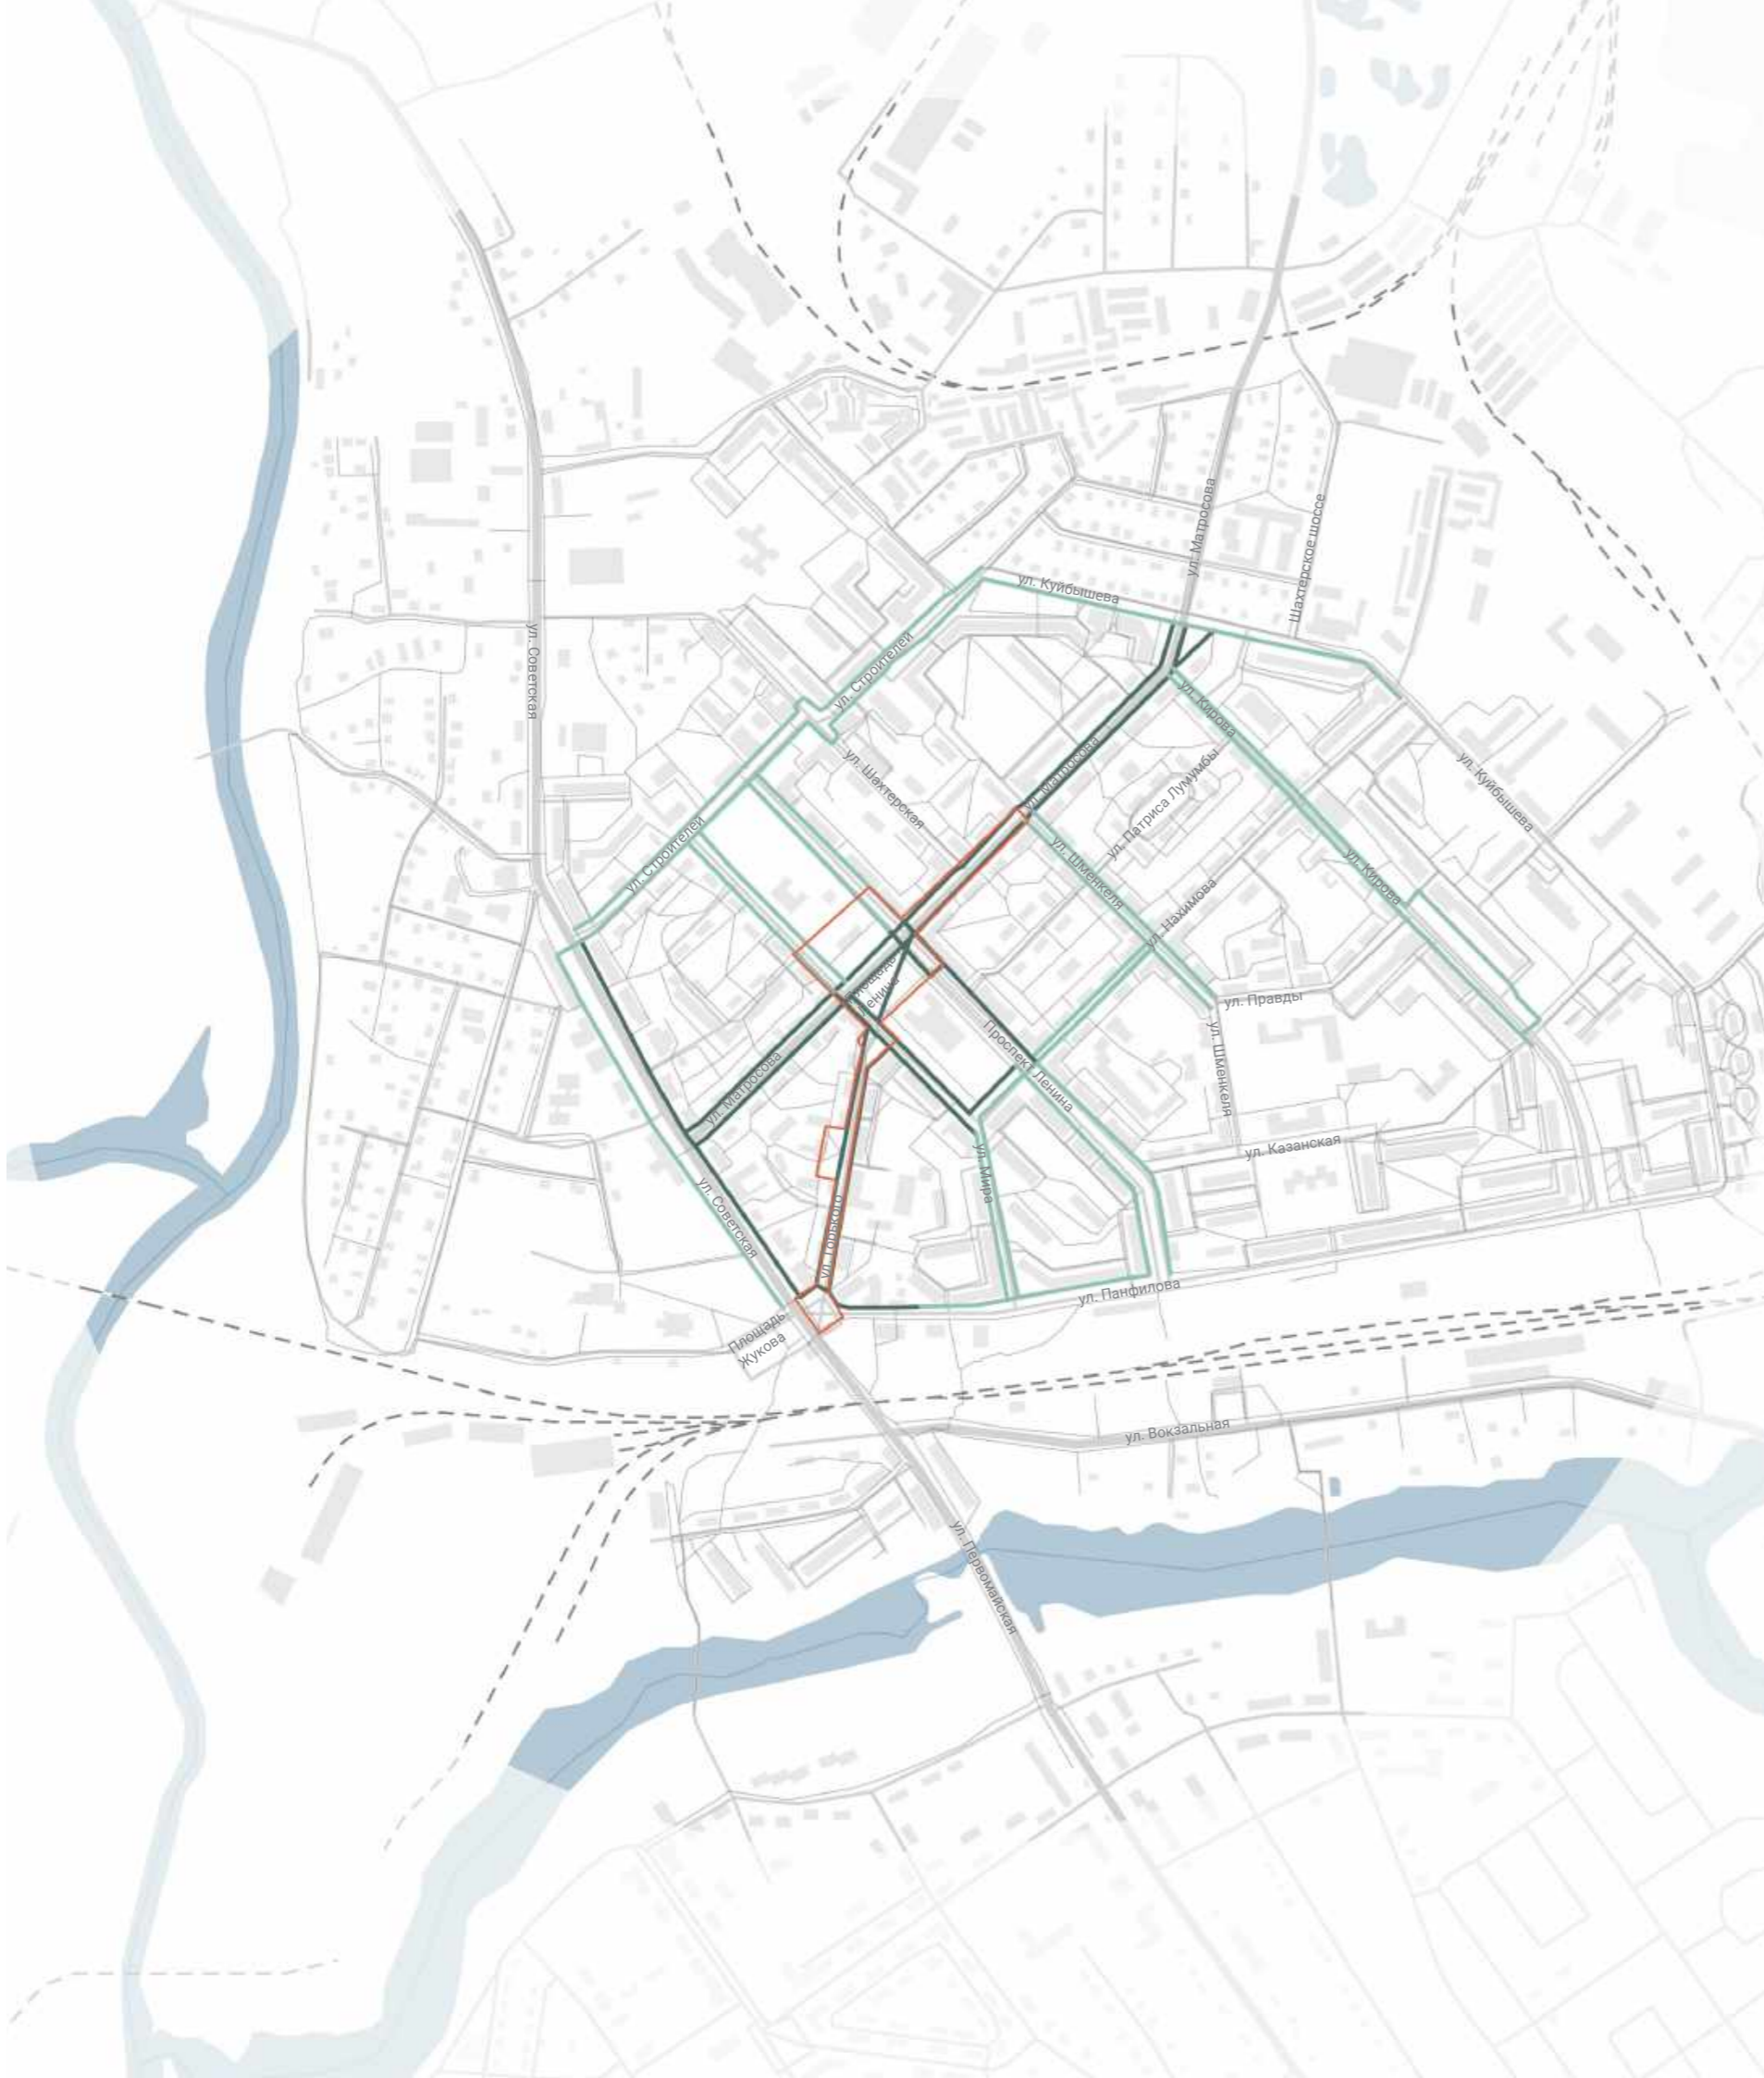 ул. Матросова
ул. Куйбышева
Шахтерское шоссе
ул. Советская
ул. Строителей
ул. Кирова
ул. Шахтерская
ул. Матросова
ул. Патриса Лумумбы
ул. Куйбышева
ул. Строителей
ул. Шменкеля
ул. Кирова
ул. Нахимова
Площадь
Ленина
ул. Правды
ул. Шменкеля
Проспект Ленина
ул. Матросова
ул. Казанская
ул. Мира
ул. Советская
ул. Горького
ул. Панфилова
Площадь
Жукова
ул. Вокзальная
ул. Первомайская